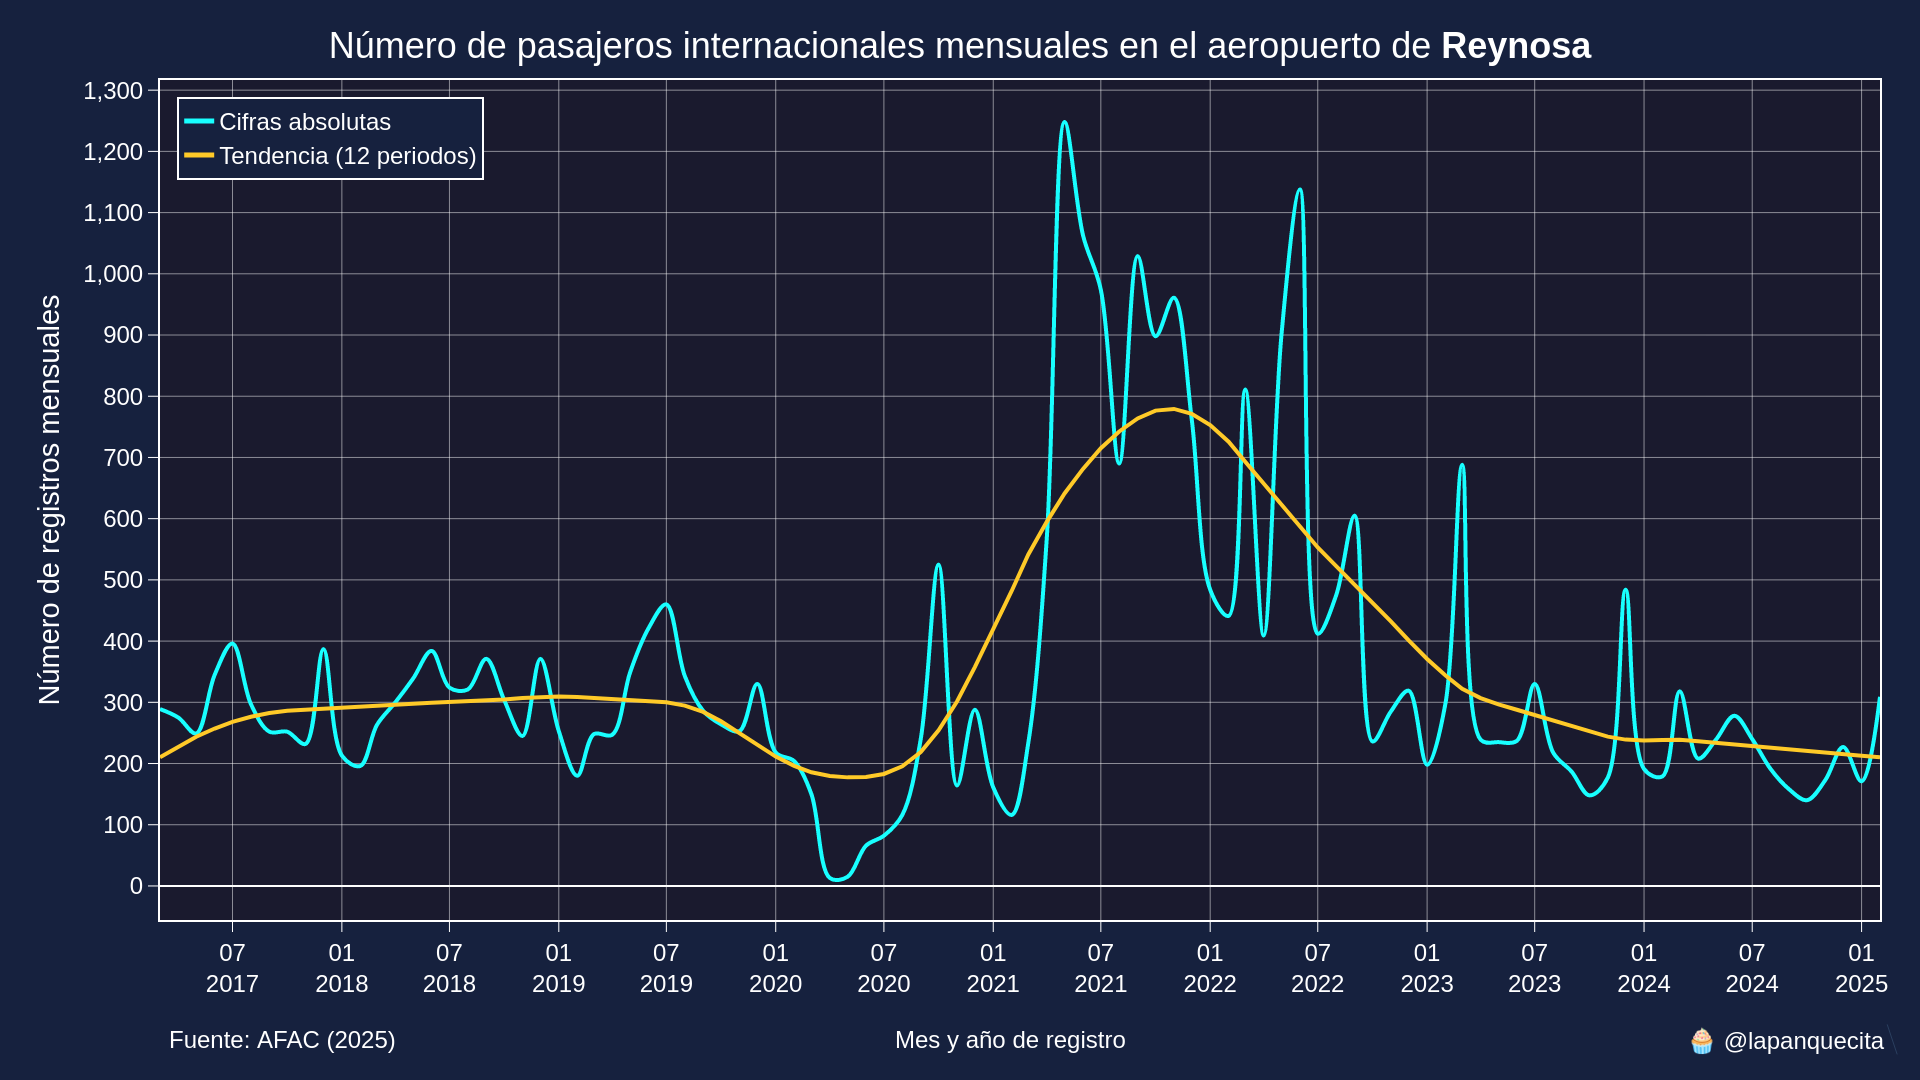 Número de pasajeros internacionales mensuales en el aeropuerto de Reynosa
Cifras absolutas
Tendencia (12 periodos)
Número de registros mensuales
1,300
1,200
1,100
1,000
900
800
700
600
500
400
300
200
100
0
07 01 07 01 07 01 07 01 07 01 07 01 07 01 07 01
2017 2018 2018 2019 2019 2020 2020 2021 2021 2022 2022 2023 2023 2024 2024 2025
Fuente: AFAC (2025)
Mes y año de registro
🧁 @lapanquecita